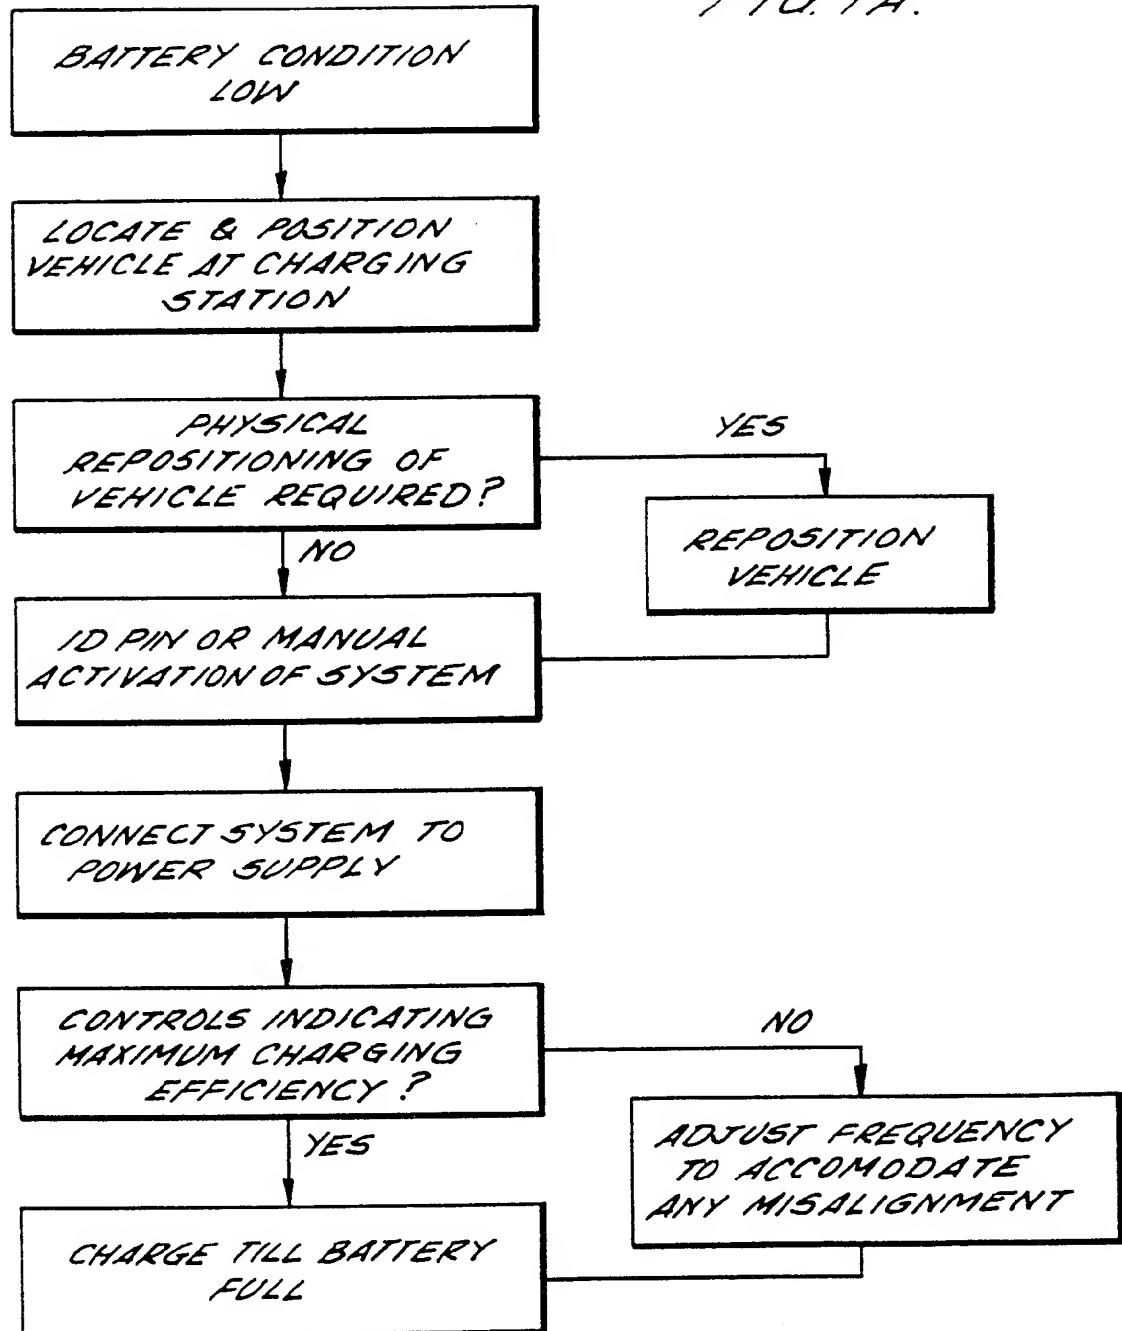 FIG. 1A.
BATTERY CONDITION
LOW
LOCATE & POSITION
VEHICLE AT CHARGING
STATION
PHYSICAL
REPOSITIONING OF
VEHICLE REQUIRED?
YES
REPOSITION
VEHICLE
NO
ID PIN OR MANUAL
ACTIVATION OF SYSTEM
CONNECT SYSTEM TO
POWER SUPPLY
CONTROLS INDICATING
MAXIMUM CHARGING
EFFICIENCY?
NO
ADJUST FREQUENCY
TO ACCOMODATE
ANY MISALIGNMENT
YES
CHARGE TILL BATTERY
FULL